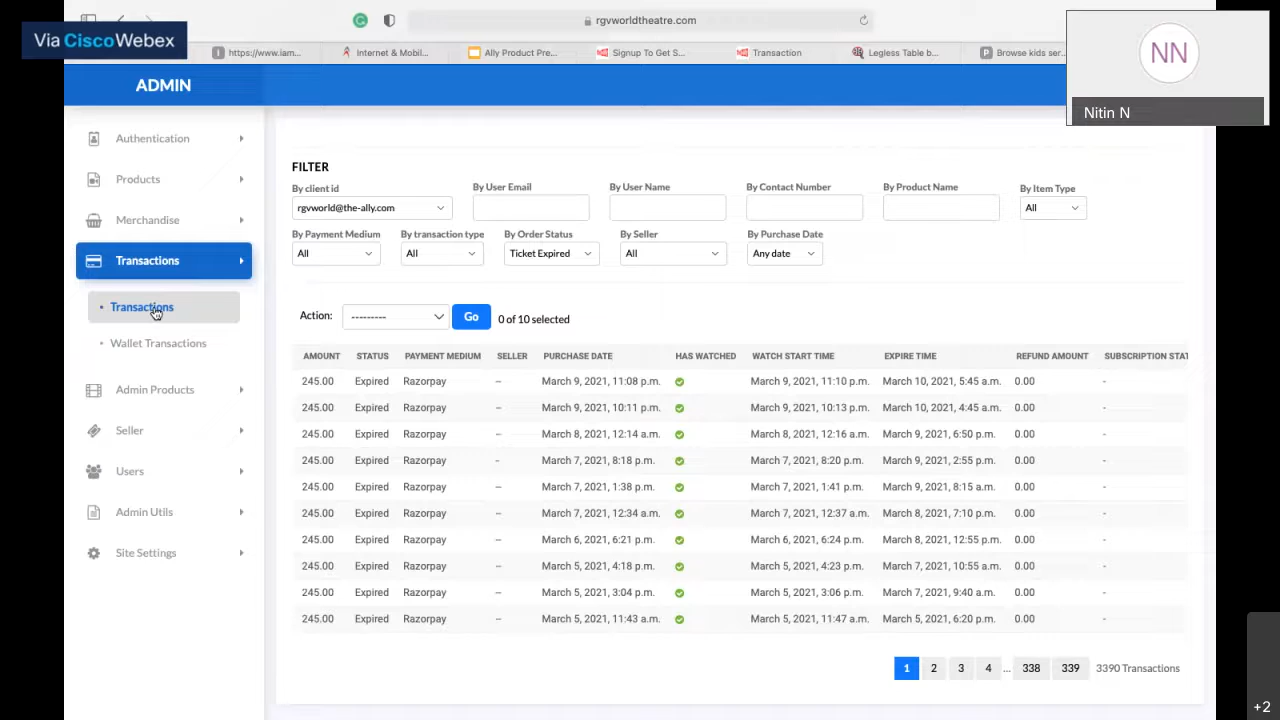 Via CiscoWebex
rgvworldtheatre.com
https://www.iam...
Internet & Mobil...
Ally Product Pre...
Signup To Get S...
Transaction
Legless Table b...
Browse kids ser...
NN
Nitin N
ADMIN
Authentication
Products
Merchandise
Transactions
Transactions
Wallet Transactions
Admin Products
Seller
Users
Admin Utils
Site Settings
FILTER
By client id By User Email By User Name By Contact Number By Product Name By Item Type
rgvworld@the-ally.com All
By Payment Medium By transaction type By Order Status By Seller By Purchase Date
All All Ticket Expired All Any date
Action: --------- Go 0 of 10 selected
AMOUNT STATUS PAYMENT MEDIUM SELLER PURCHASE DATE HAS WATCHED WATCH START TIME EXPIRE TIME REFUND AMOUNT SUBSCRIPTION STAT
245.00 Expired Razorpay -- March 9, 2021, 11:08 p.m. March 9, 2021, 11:10 p.m. March 10, 2021, 5:45 a.m. 0.00 -
245.00 Expired Razorpay -- March 9, 2021, 10:11 p.m. March 9, 2021, 10:13 p.m. March 10, 2021, 4:45 a.m. 0.00 -
245.00 Expired Razorpay -- March 8, 2021, 12:14 a.m. March 8, 2021, 12:16 a.m. March 9, 2021, 6:50 p.m. 0.00 -
245.00 Expired Razorpay -- March 7, 2021, 8:18 p.m. March 7, 2021, 8:20 p.m. March 9, 2021, 2:55 p.m. 0.00 -
245.00 Expired Razorpay -- March 7, 2021, 1:38 p.m. March 7, 2021, 1:41 p.m. March 9, 2021, 8:15 a.m. 0.00 -
245.00 Expired Razorpay -- March 7, 2021, 12:34 a.m. March 7, 2021, 12:37 a.m. March 8, 2021, 7:10 p.m. 0.00 -
245.00 Expired Razorpay -- March 6, 2021, 6:21 p.m. March 6, 2021, 6:24 p.m. March 8, 2021, 12:55 p.m. 0.00 -
245.00 Expired Razorpay -- March 5, 2021, 4:18 p.m. March 5, 2021, 4:23 p.m. March 7, 2021, 10:55 a.m. 0.00 -
245.00 Expired Razorpay -- March 5, 2021, 3:04 p.m. March 5, 2021, 3:06 p.m. March 7, 2021, 9:40 a.m. 0.00 -
245.00 Expired Razorpay -- March 5, 2021, 11:43 a.m. March 5, 2021, 11:47 a.m. March 5, 2021, 6:20 p.m. 0.00 -
1 2 3 4 ... 338 339 3390 Transactions
+2